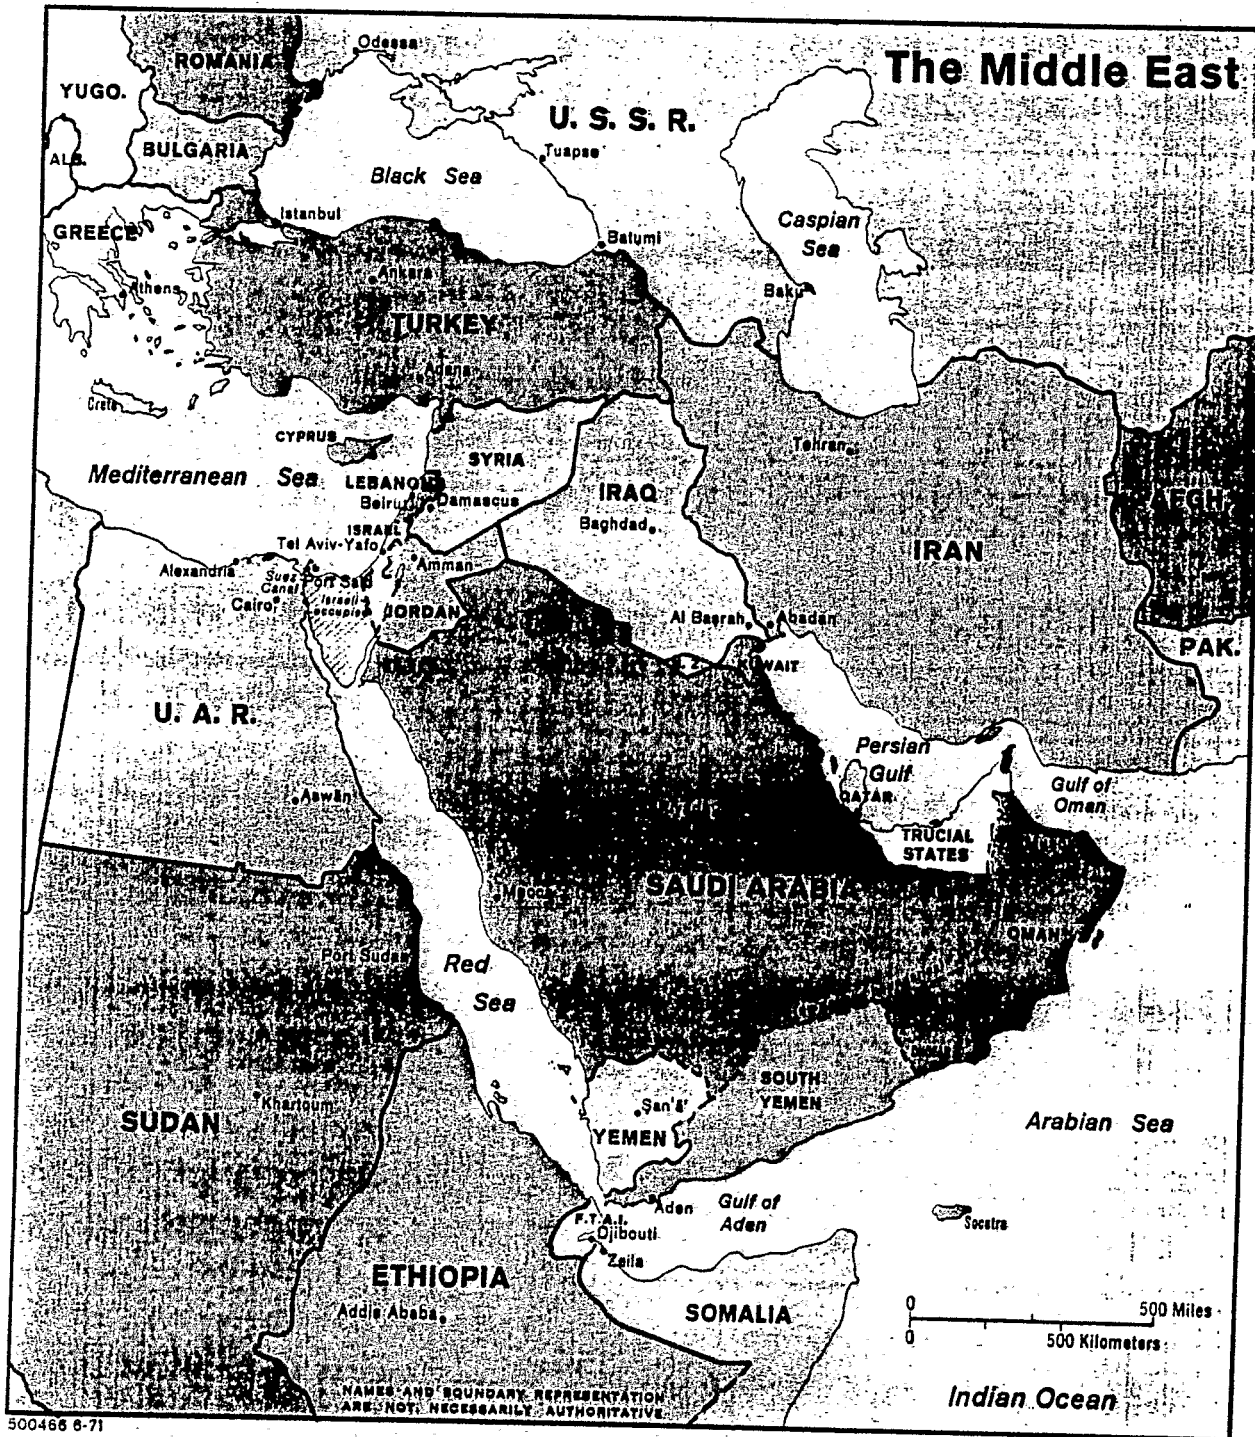 The Middle East
Odessa
ROMANIA
YUGO.
U. S. S. R.
BULGARIA
ALB.
Tuapse
Black Sea
Istanbul
Caspian
Sea
GREECE
Batumi
Ankara
Athens
Baku
TURKEY
Adana
Crete
CYPRUS
Tehran
SYRIA
Mediterranean Sea
LEBANON
IRAQ
AFGH.
Beirut
Damascus
Baghdad
ISRAEL
IRAN
Tel Aviv-Yafo
Amman
Alexandria
Suez
Canal
Port Said
Cairo
Israeli
occupied
JORDAN
Al Basrah
Abadan
PAK.
KUWAIT
U. A. R.
Persian
Gulf
QATAR
Gulf of
Oman
Aswân
TRUCIAL
STATES
Mecca
SAUDI ARABIA
OMAN
Port Sudan
Red
Sea
SOUTH
YEMEN
Khartoum
SUDAN
Şan'ā'
YEMEN
Arabian Sea
Aden
Gulf of
Aden
F.T.A.I.
Djibouti
Socotra
Zeila
ETHIOPIA
Addis Ababa
SOMALIA
0 500 Miles
0 500 Kilometers
NAMES AND BOUNDARY REPRESENTATION
ARE NOT NECESSARILY AUTHORITATIVE
Indian Ocean
500466 6-71